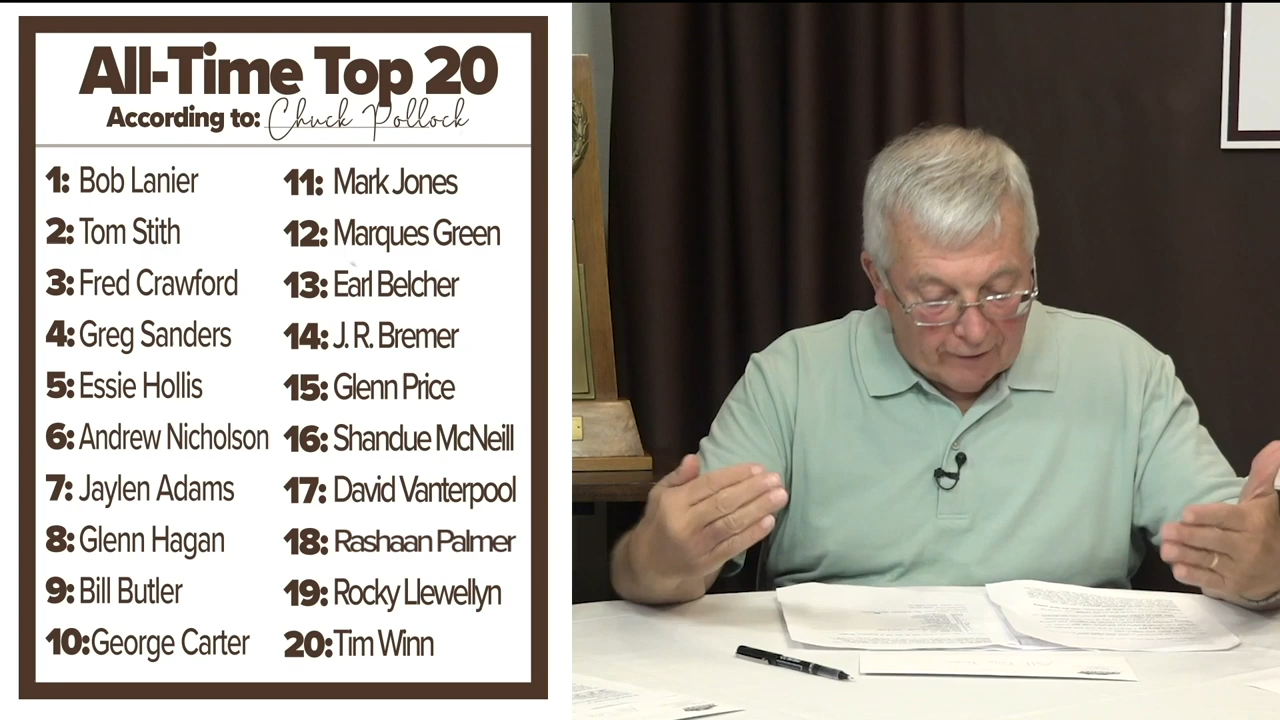 All-Time Top 20
According to: Chuck Pollock
1: Bob Lanier
2: Tom Stith
3: Fred Crawford
4: Greg Sanders
5: Essie Hollis
6: Andrew Nicholson
7: Jaylen Adams
8: Glenn Hagan
9: Bill Butler
10: George Carter
11: Mark Jones
12: Marques Green
13: Earl Belcher
14: J. R. Bremer
15: Glenn Price
16: Shandue McNeill
17: David Vanterpool
18: Rashaan Palmer
19: Rocky Llewellyn
20: Tim Winn